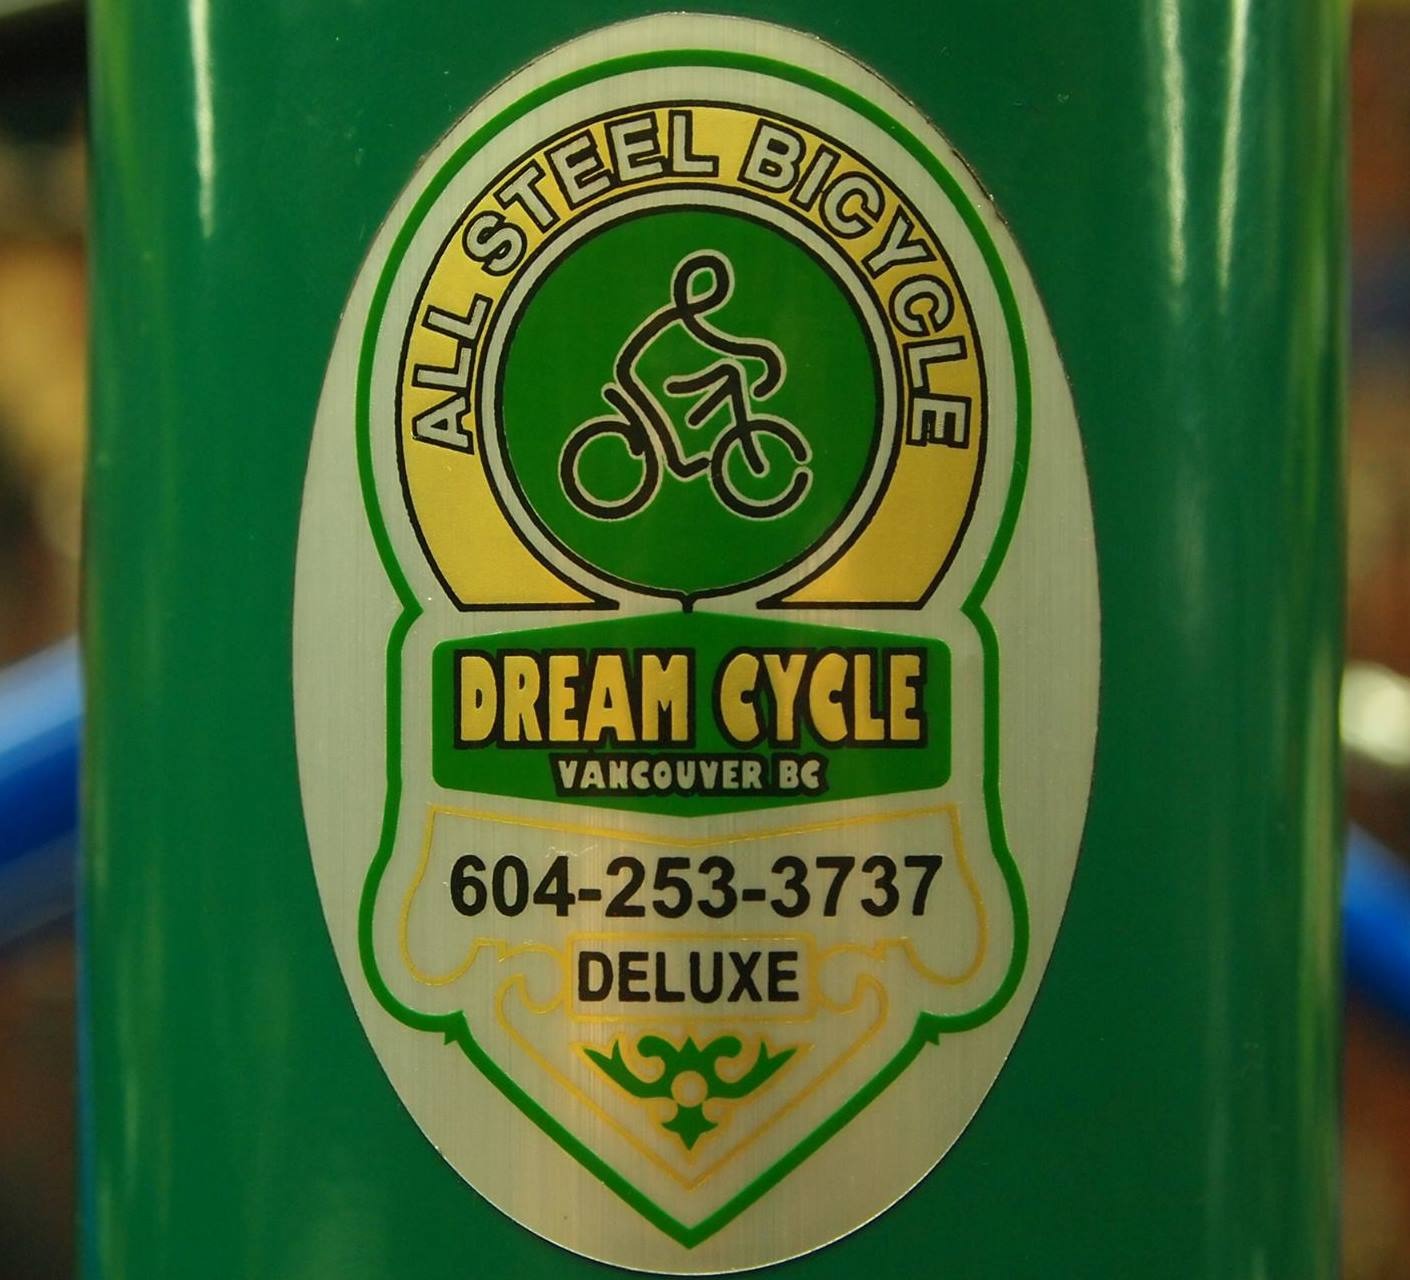 ALL STEEL BICYCLE
DREAM CYCLE
VANCOUVER BC
604-253-3737
DELUXE